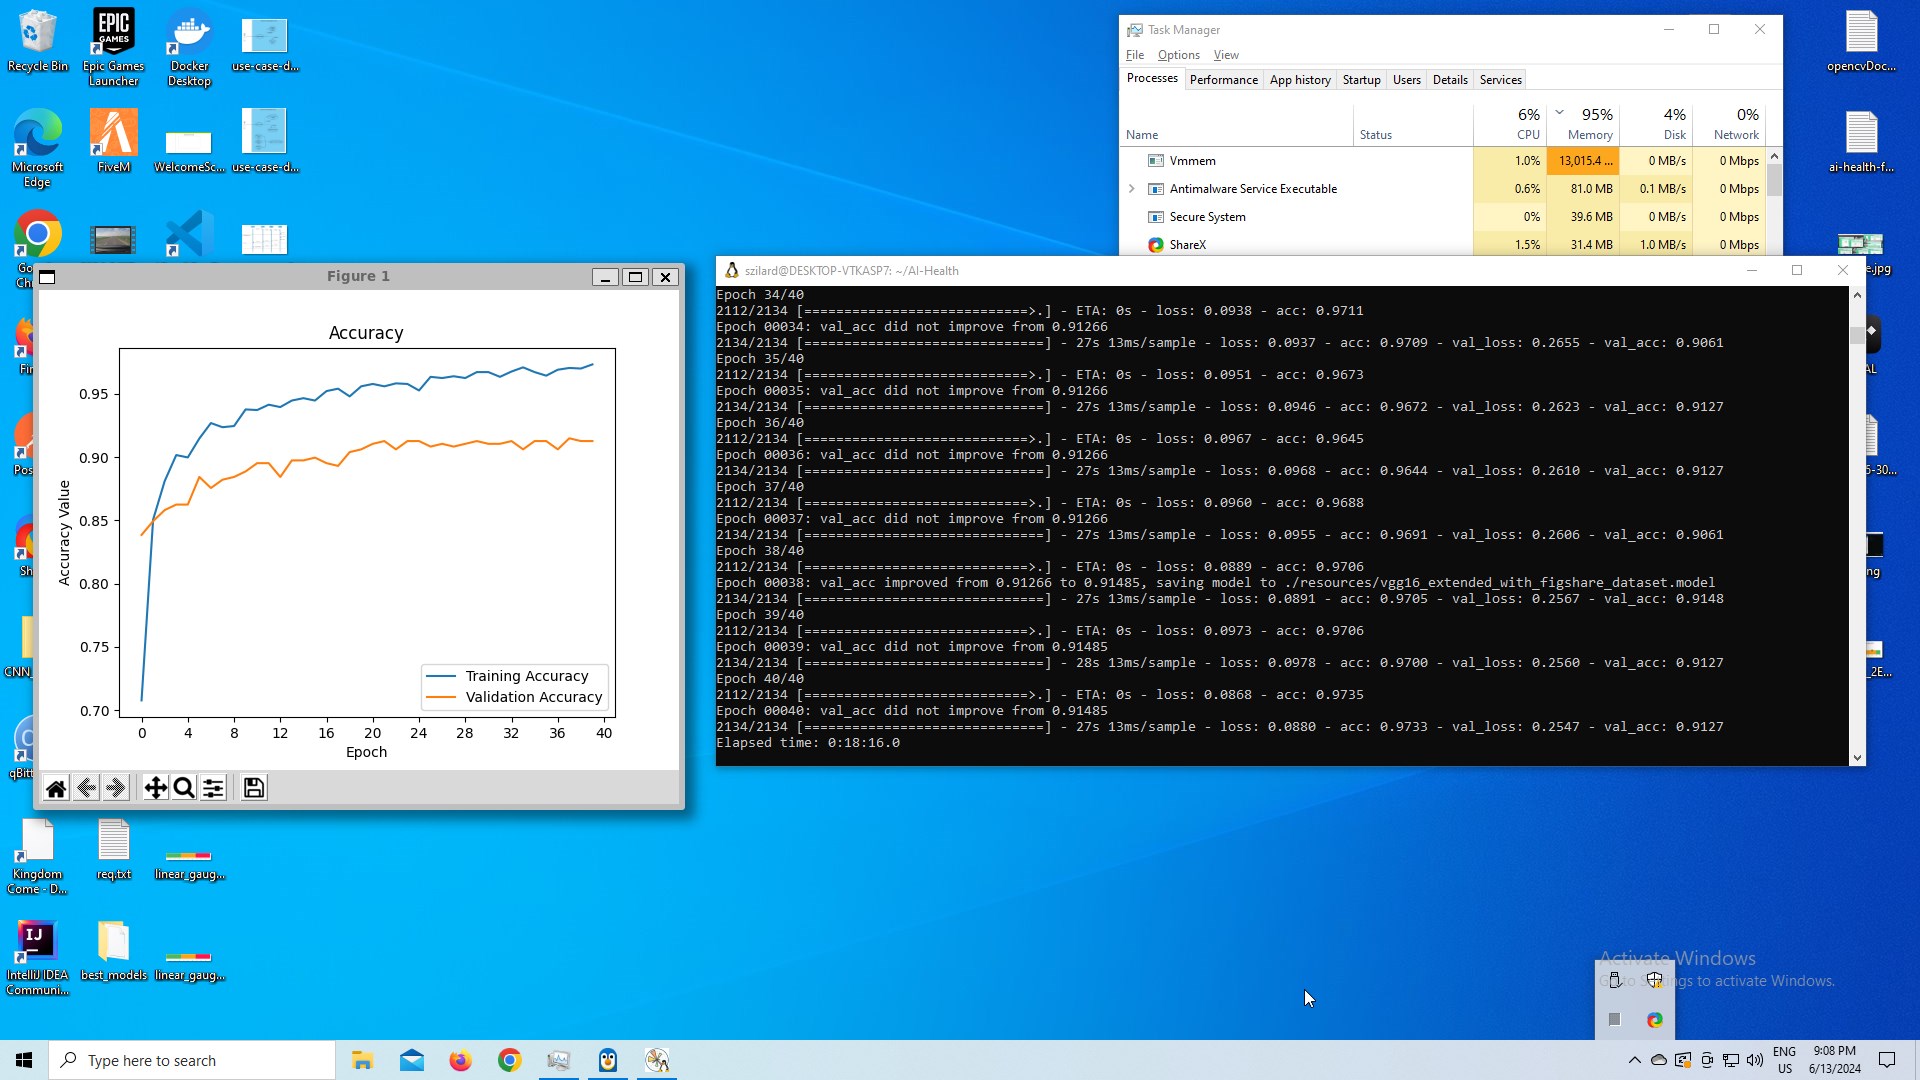 Recycle Bin
Epic Games
Launcher
Docker
Desktop
use-case-d...
Microsoft
Edge
FiveM
WelcomeSc...
use-case-d...
Kingdom
Come - D...
req.txt
linear_gaug...
IntelliJ IDEA
Communi...
best_models
linear_gaug...
EPIC
GAMES
IJ
Figure 1
Accuracy
Accuracy Value
0.95
0.90
0.85
0.80
0.75
0.70
Training Accuracy
Validation Accuracy
0 4 8 12 16 20 24 28 32 36 40
Epoch
Task Manager
File Options View
Processes Performance App history Startup Users Details Services
6% 95% 4% 0%
Name Status CPU Memory Disk Network
Vmmem 1.0% 13,015.4 ... 0 MB/s 0 Mbps
Antimalware Service Executable 0.6% 81.0 MB 0.1 MB/s 0 Mbps
Secure System 0% 39.6 MB 0 MB/s 0 Mbps
ShareX 1.5% 31.4 MB 1.0 MB/s 0 Mbps
szilard@DESKTOP-VTKASP7: ~/AI-Health
Epoch 34/40
2112/2134 [============================>.] - ETA: 0s - loss: 0.0938 - acc: 0.9711
Epoch 00034: val_acc did not improve from 0.91266
2134/2134 [==============================] - 27s 13ms/sample - loss: 0.0937 - acc: 0.9709 - val_loss: 0.2655 - val_acc: 0.9061
Epoch 35/40
2112/2134 [============================>.] - ETA: 0s - loss: 0.0951 - acc: 0.9673
Epoch 00035: val_acc did not improve from 0.91266
2134/2134 [==============================] - 27s 13ms/sample - loss: 0.0946 - acc: 0.9672 - val_loss: 0.2623 - val_acc: 0.9127
Epoch 36/40
2112/2134 [============================>.] - ETA: 0s - loss: 0.0967 - acc: 0.9645
Epoch 00036: val_acc did not improve from 0.91266
2134/2134 [==============================] - 27s 13ms/sample - loss: 0.0968 - acc: 0.9644 - val_loss: 0.2610 - val_acc: 0.9127
Epoch 37/40
2112/2134 [============================>.] - ETA: 0s - loss: 0.0960 - acc: 0.9688
Epoch 00037: val_acc did not improve from 0.91266
2134/2134 [==============================] - 27s 13ms/sample - loss: 0.0955 - acc: 0.9691 - val_loss: 0.2606 - val_acc: 0.9061
Epoch 38/40
2112/2134 [============================>.] - ETA: 0s - loss: 0.0889 - acc: 0.9706
Epoch 00038: val_acc improved from 0.91266 to 0.91485, saving model to ./resources/vgg16_extended_with_figshare_dataset.model
2134/2134 [==============================] - 27s 13ms/sample - loss: 0.0891 - acc: 0.9705 - val_loss: 0.2567 - val_acc: 0.9148
Epoch 39/40
2112/2134 [============================>.] - ETA: 0s - loss: 0.0973 - acc: 0.9706
Epoch 00039: val_acc did not improve from 0.91485
2134/2134 [==============================] - 28s 13ms/sample - loss: 0.0978 - acc: 0.9700 - val_loss: 0.2560 - val_acc: 0.9127
Epoch 40/40
2112/2134 [============================>.] - ETA: 0s - loss: 0.0868 - acc: 0.9735
Epoch 00040: val_acc did not improve from 0.91485
2134/2134 [==============================] - 27s 13ms/sample - loss: 0.0880 - acc: 0.9733 - val_loss: 0.2547 - val_acc: 0.9127
Elapsed time: 0:18:16.0
opencvDoc...
ai-health-f...
Activate Windows
Type here to search
ENG
US
9:08 PM
6/13/2024